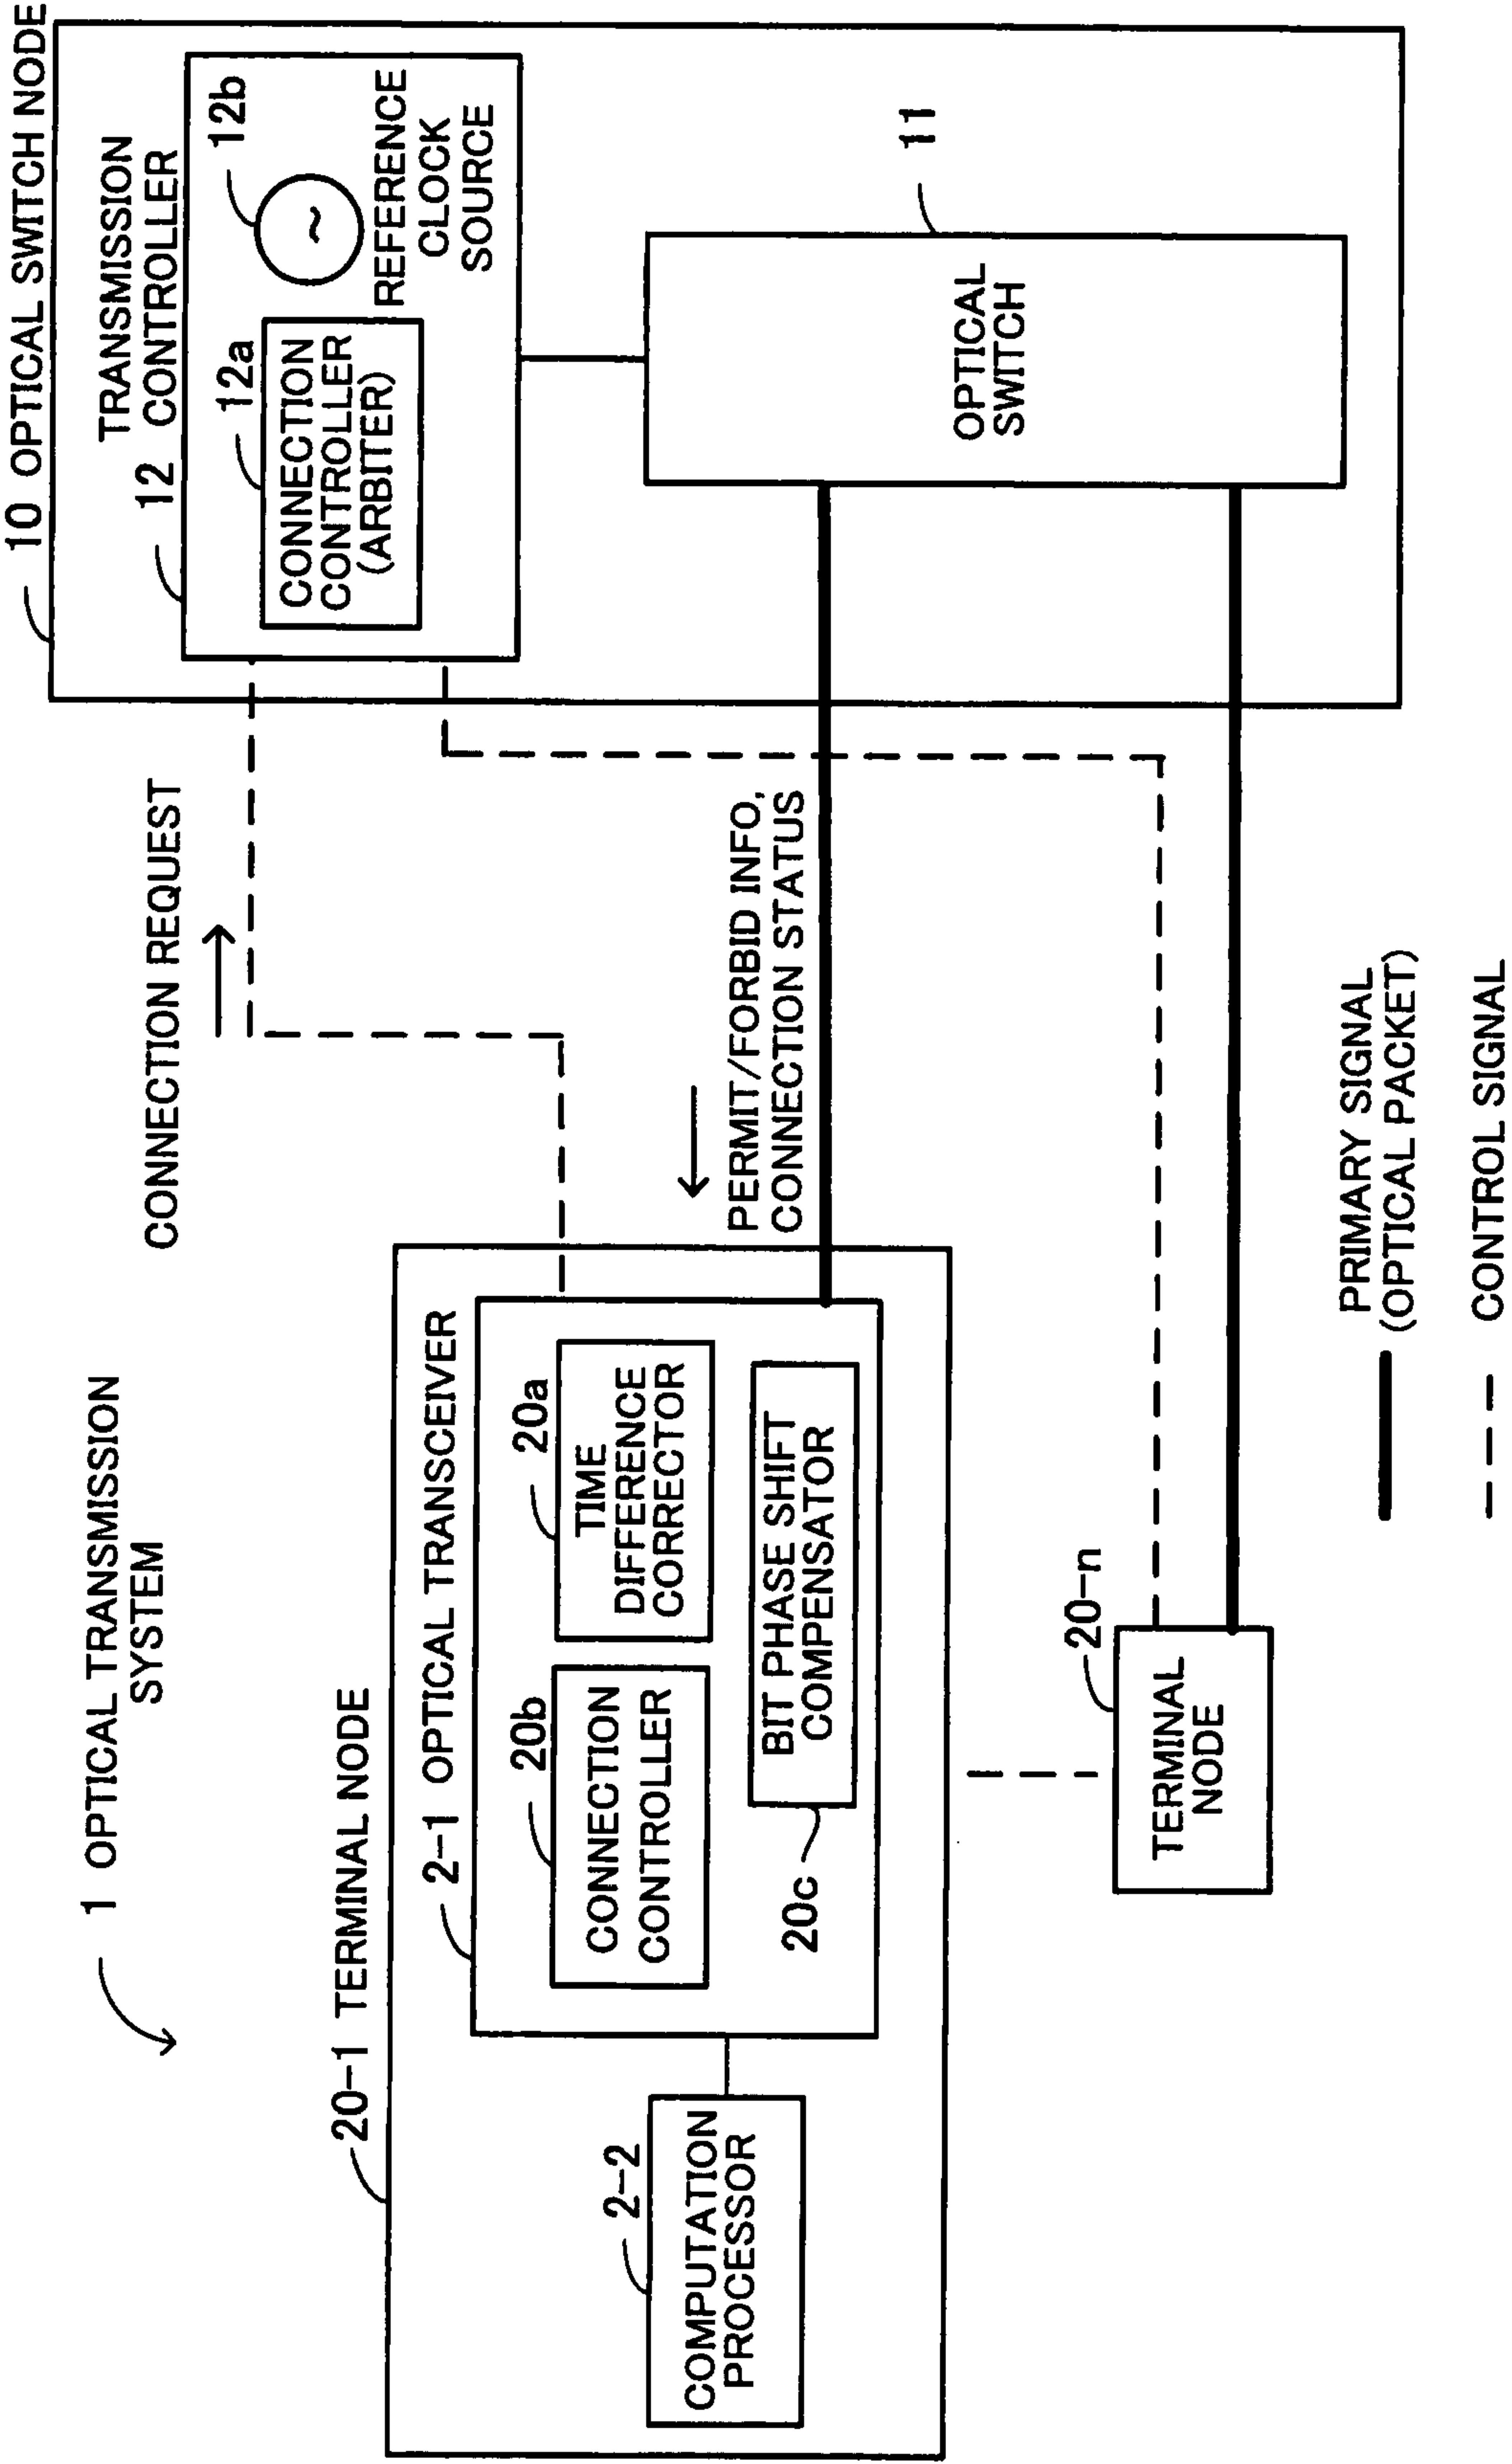 1 OPTICAL TRANSMISSION
SYSTEM
10 OPTICAL SWITCH NODE
TRANSMISSION
12 CONTROLLER
12a
12b
CONNECTION
CONTROLLER
(ARBITER)
~
REFERENCE
CLOCK
SOURCE
11
OPTICAL
SWITCH
CONNECTION REQUEST
PERMIT/FORBID INFO,
CONNECTION STATUS
20-1 TERMINAL NODE
2-1 OPTICAL TRANSCEIVER
20b
CONNECTION
CONTROLLER
20a
TIME
DIFFERENCE
CORRECTOR
20c
BIT PHASE SHIFT
COMPENSATOR
2-2
COMPUTATION
PROCESSOR
20-n
TERMINAL
NODE
PRIMARY SIGNAL
(OPTICAL PACKET)
CONTROL SIGNAL